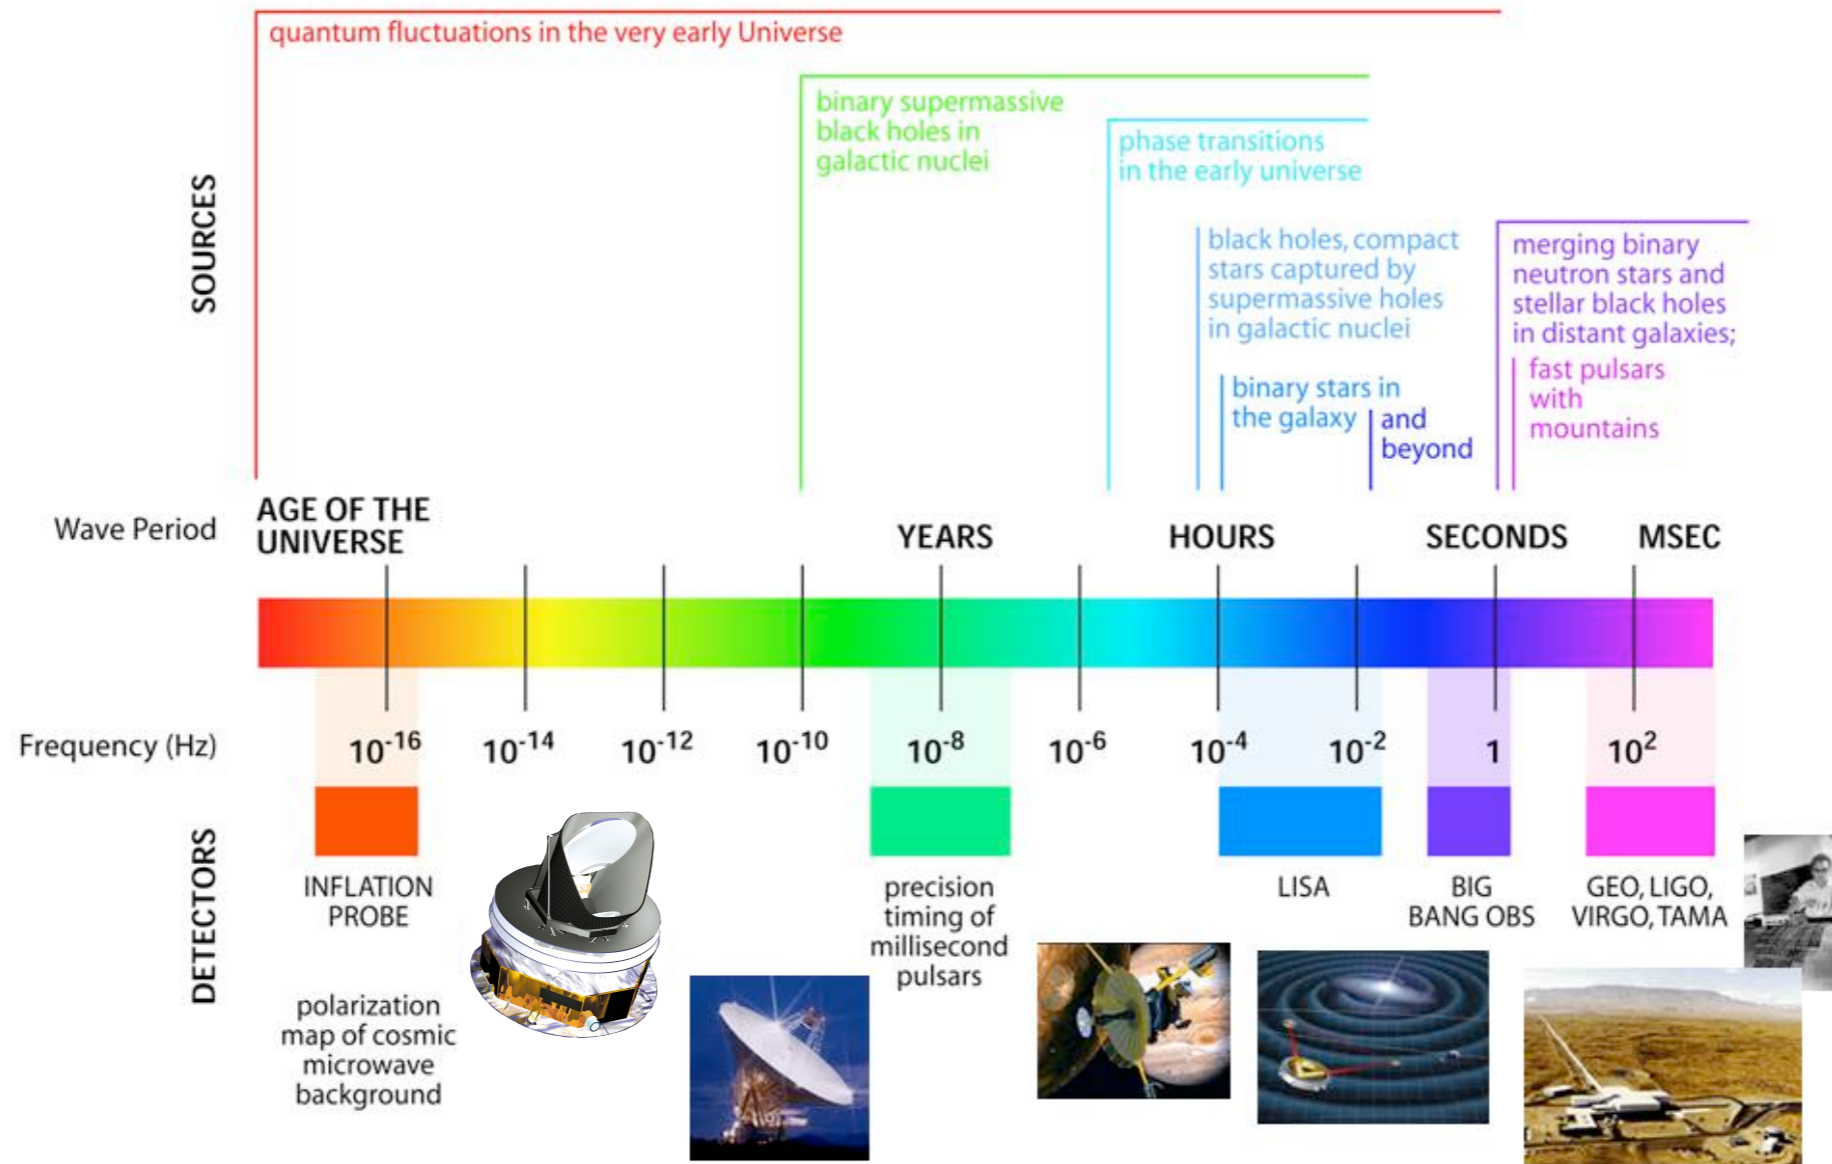 quantum fluctuations in the very early Universe
binary supermassive
black holes in
galactic nuclei
phase transitions
in the early universe
black holes, compact
stars captured by
supermassive holes
in galactic nuclei
merging binary
neutron stars and
stellar black holes
in distant galaxies;
fast pulsars
with
mountains
binary stars in
the galaxy
and
beyond
SOURCES
Wave Period
AGE OF THE
UNIVERSE
YEARS
HOURS
SECONDS
MSEC
Frequency (Hz)
10⁻¹⁶
10⁻¹⁴
10⁻¹²
10⁻¹⁰
10⁻⁸
10⁻⁶
10⁻⁴
10⁻²
1
10²
DETECTORS
INFLATION
PROBE
polarization
map of cosmic
microwave
background
precision
timing of
millisecond
pulsars
LISA
BIG
BANG OBS
GEO, LIGO,
VIRGO, TAMA